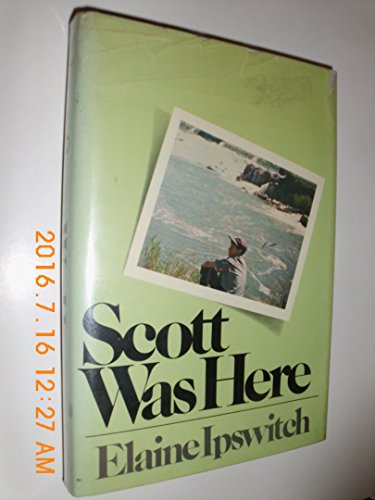 Scott
Was Here
Elaine Ipswitch
2016.7.16 12:27 AM